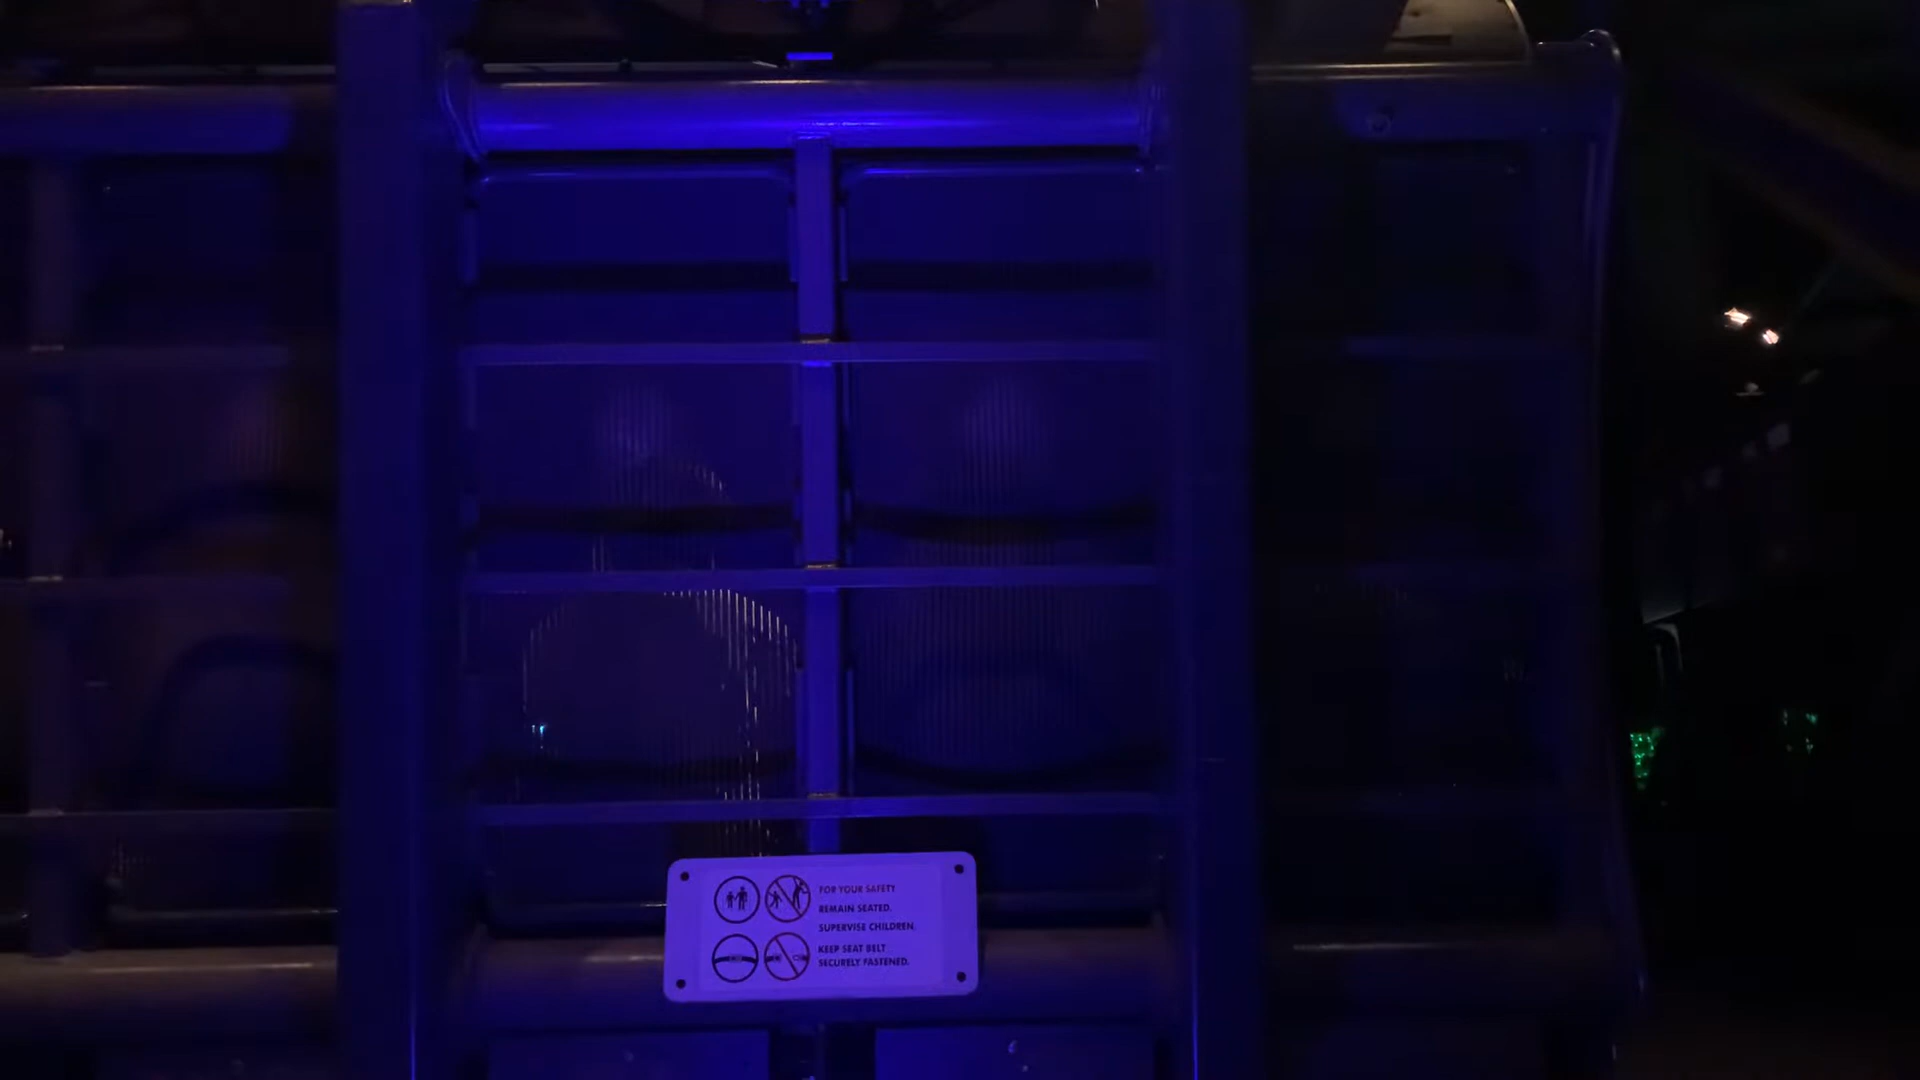 FOR YOUR SAFETY
REMAIN SEATED.
SUPERVISE CHILDREN.
KEEP SEAT BELT
SECURELY FASTENED.